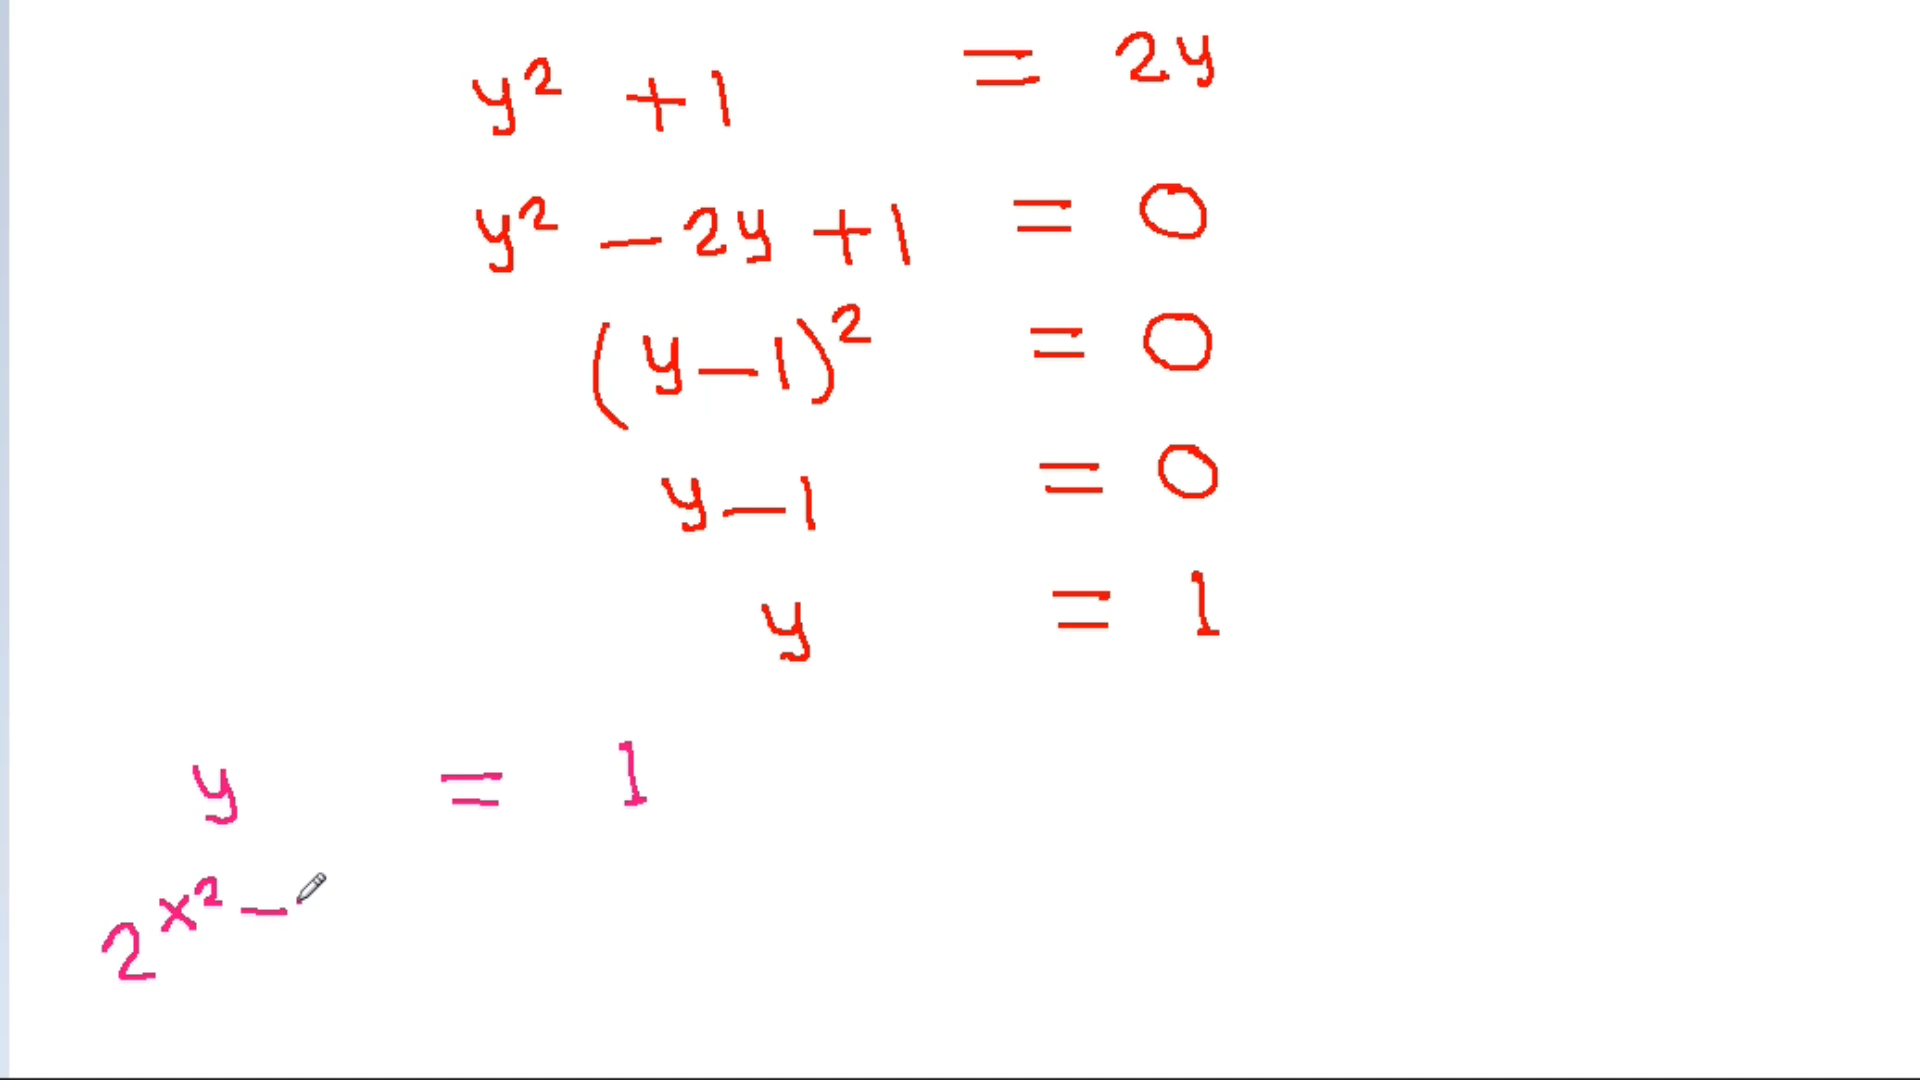 y² + 1 = 2y
y² - 2y + 1 = 0
(y - 1)² = 0
y - 1 = 0
y = 1
y = 1
2^{x² -